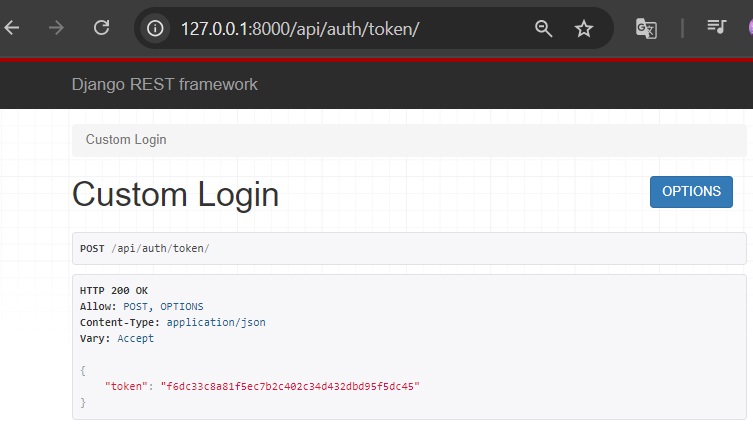 127.0.0.1:8000/api/auth/token/
Django REST framework
Custom Login
Custom Login
OPTIONS
POST /api/auth/token/
HTTP 200 OK
Allow: POST, OPTIONS
Content-Type: application/json
Vary: Accept
{
"token": "f6dc33c8a81f5ec7b2c402c34d432dbd95f5dc45"
}